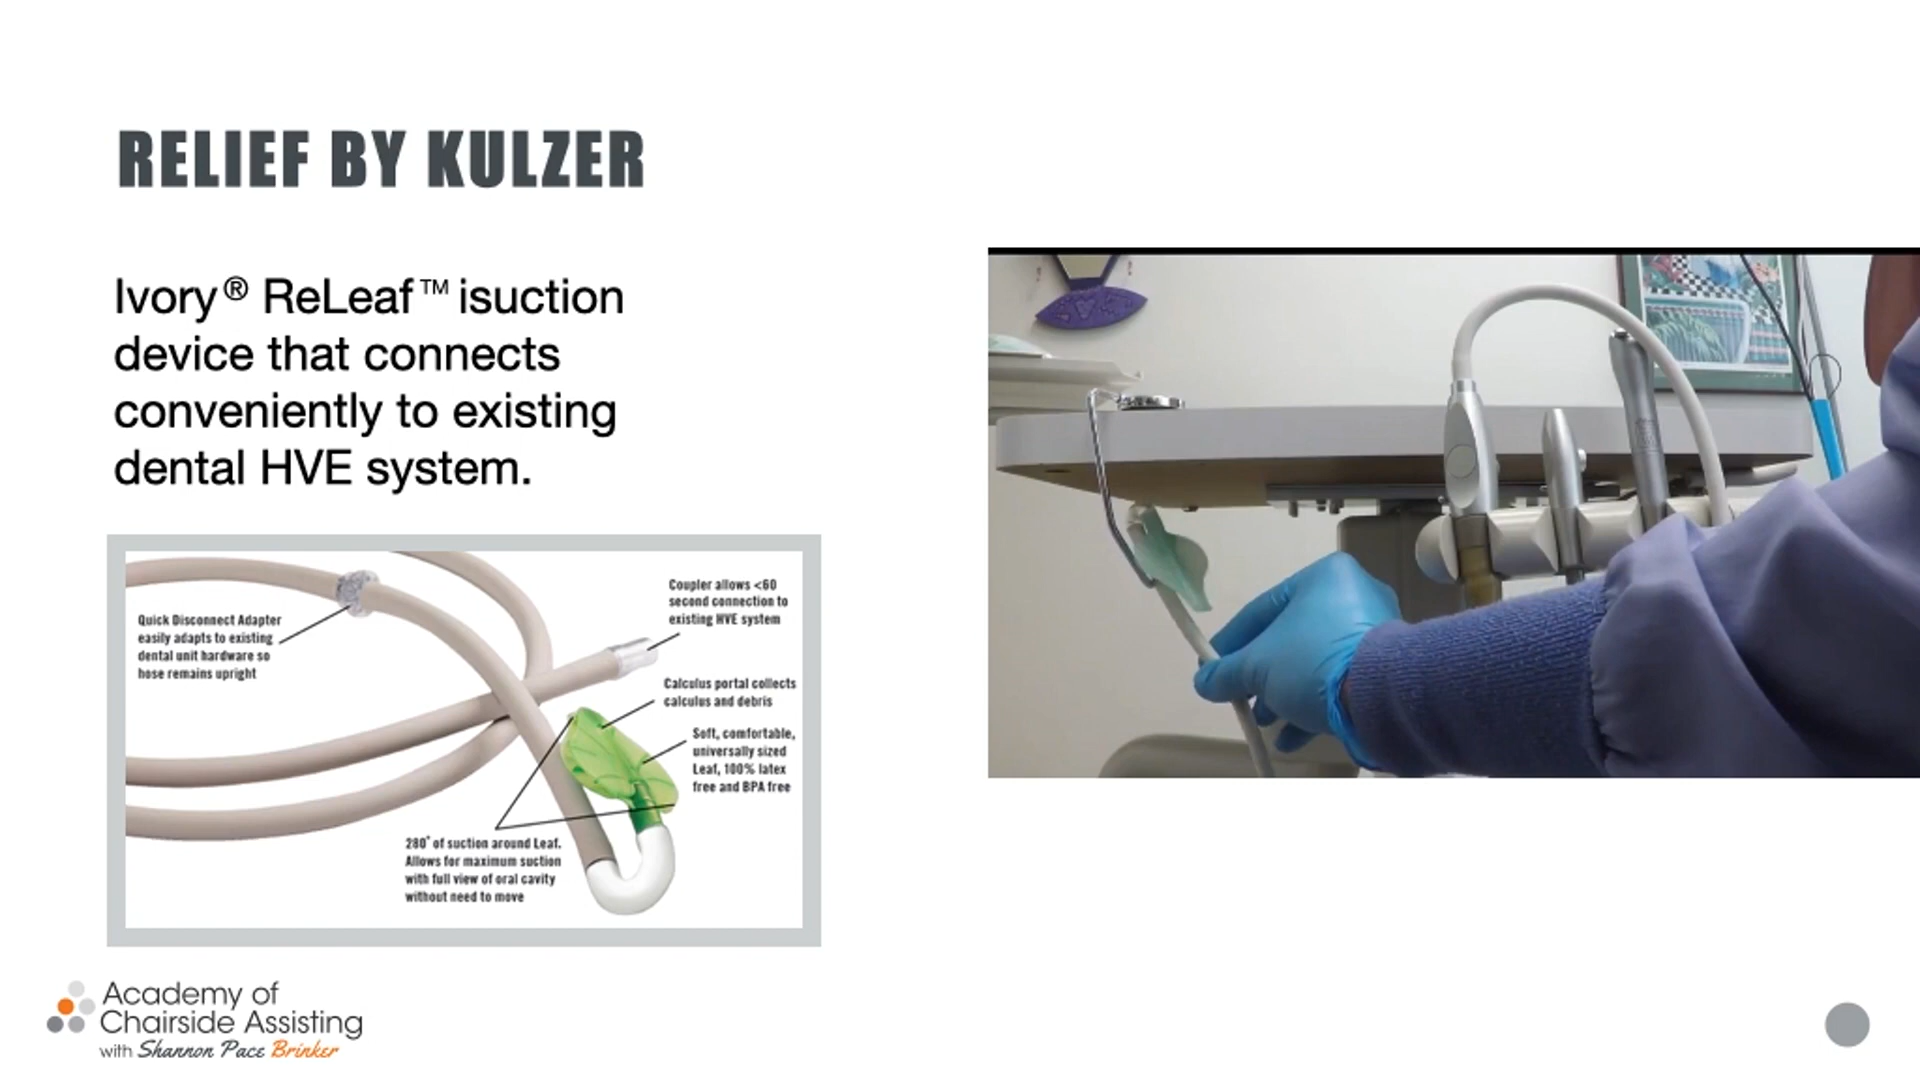 RELIEF BY KULZER
Ivory® ReLeaf™ isuction
device that connects
conveniently to existing
dental HVE system.
Quick Disconnect Adapter
easily adapts to existing
dental unit hardware so
hose remains upright
Coupler allows <60
second connection to
existing HVE system
Calculus portal collects
calculus and debris
Soft, comfortable,
universally sized
Leaf, 100% latex
free and BPA free
280° of suction around Leaf.
Allows for maximum suction
with full view of oral cavity
without need to move
Academy of
Chairside Assisting
with Shannon Pace Brinker